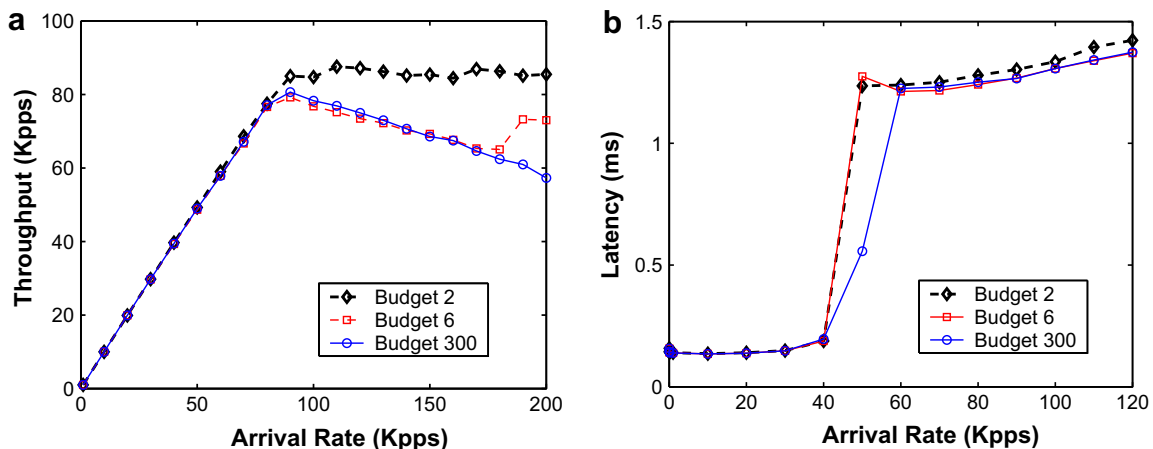 a
100
80
60
40
20
0
Throughput (Kpps)
0 50 100 150 200
Arrival Rate (Kpps)
Budget 2
Budget 6
Budget 300
b
1.5
1
0.5
0
Latency (ms)
0 20 40 60 80 100 120
Arrival Rate (Kpps)
Budget 2
Budget 6
Budget 300